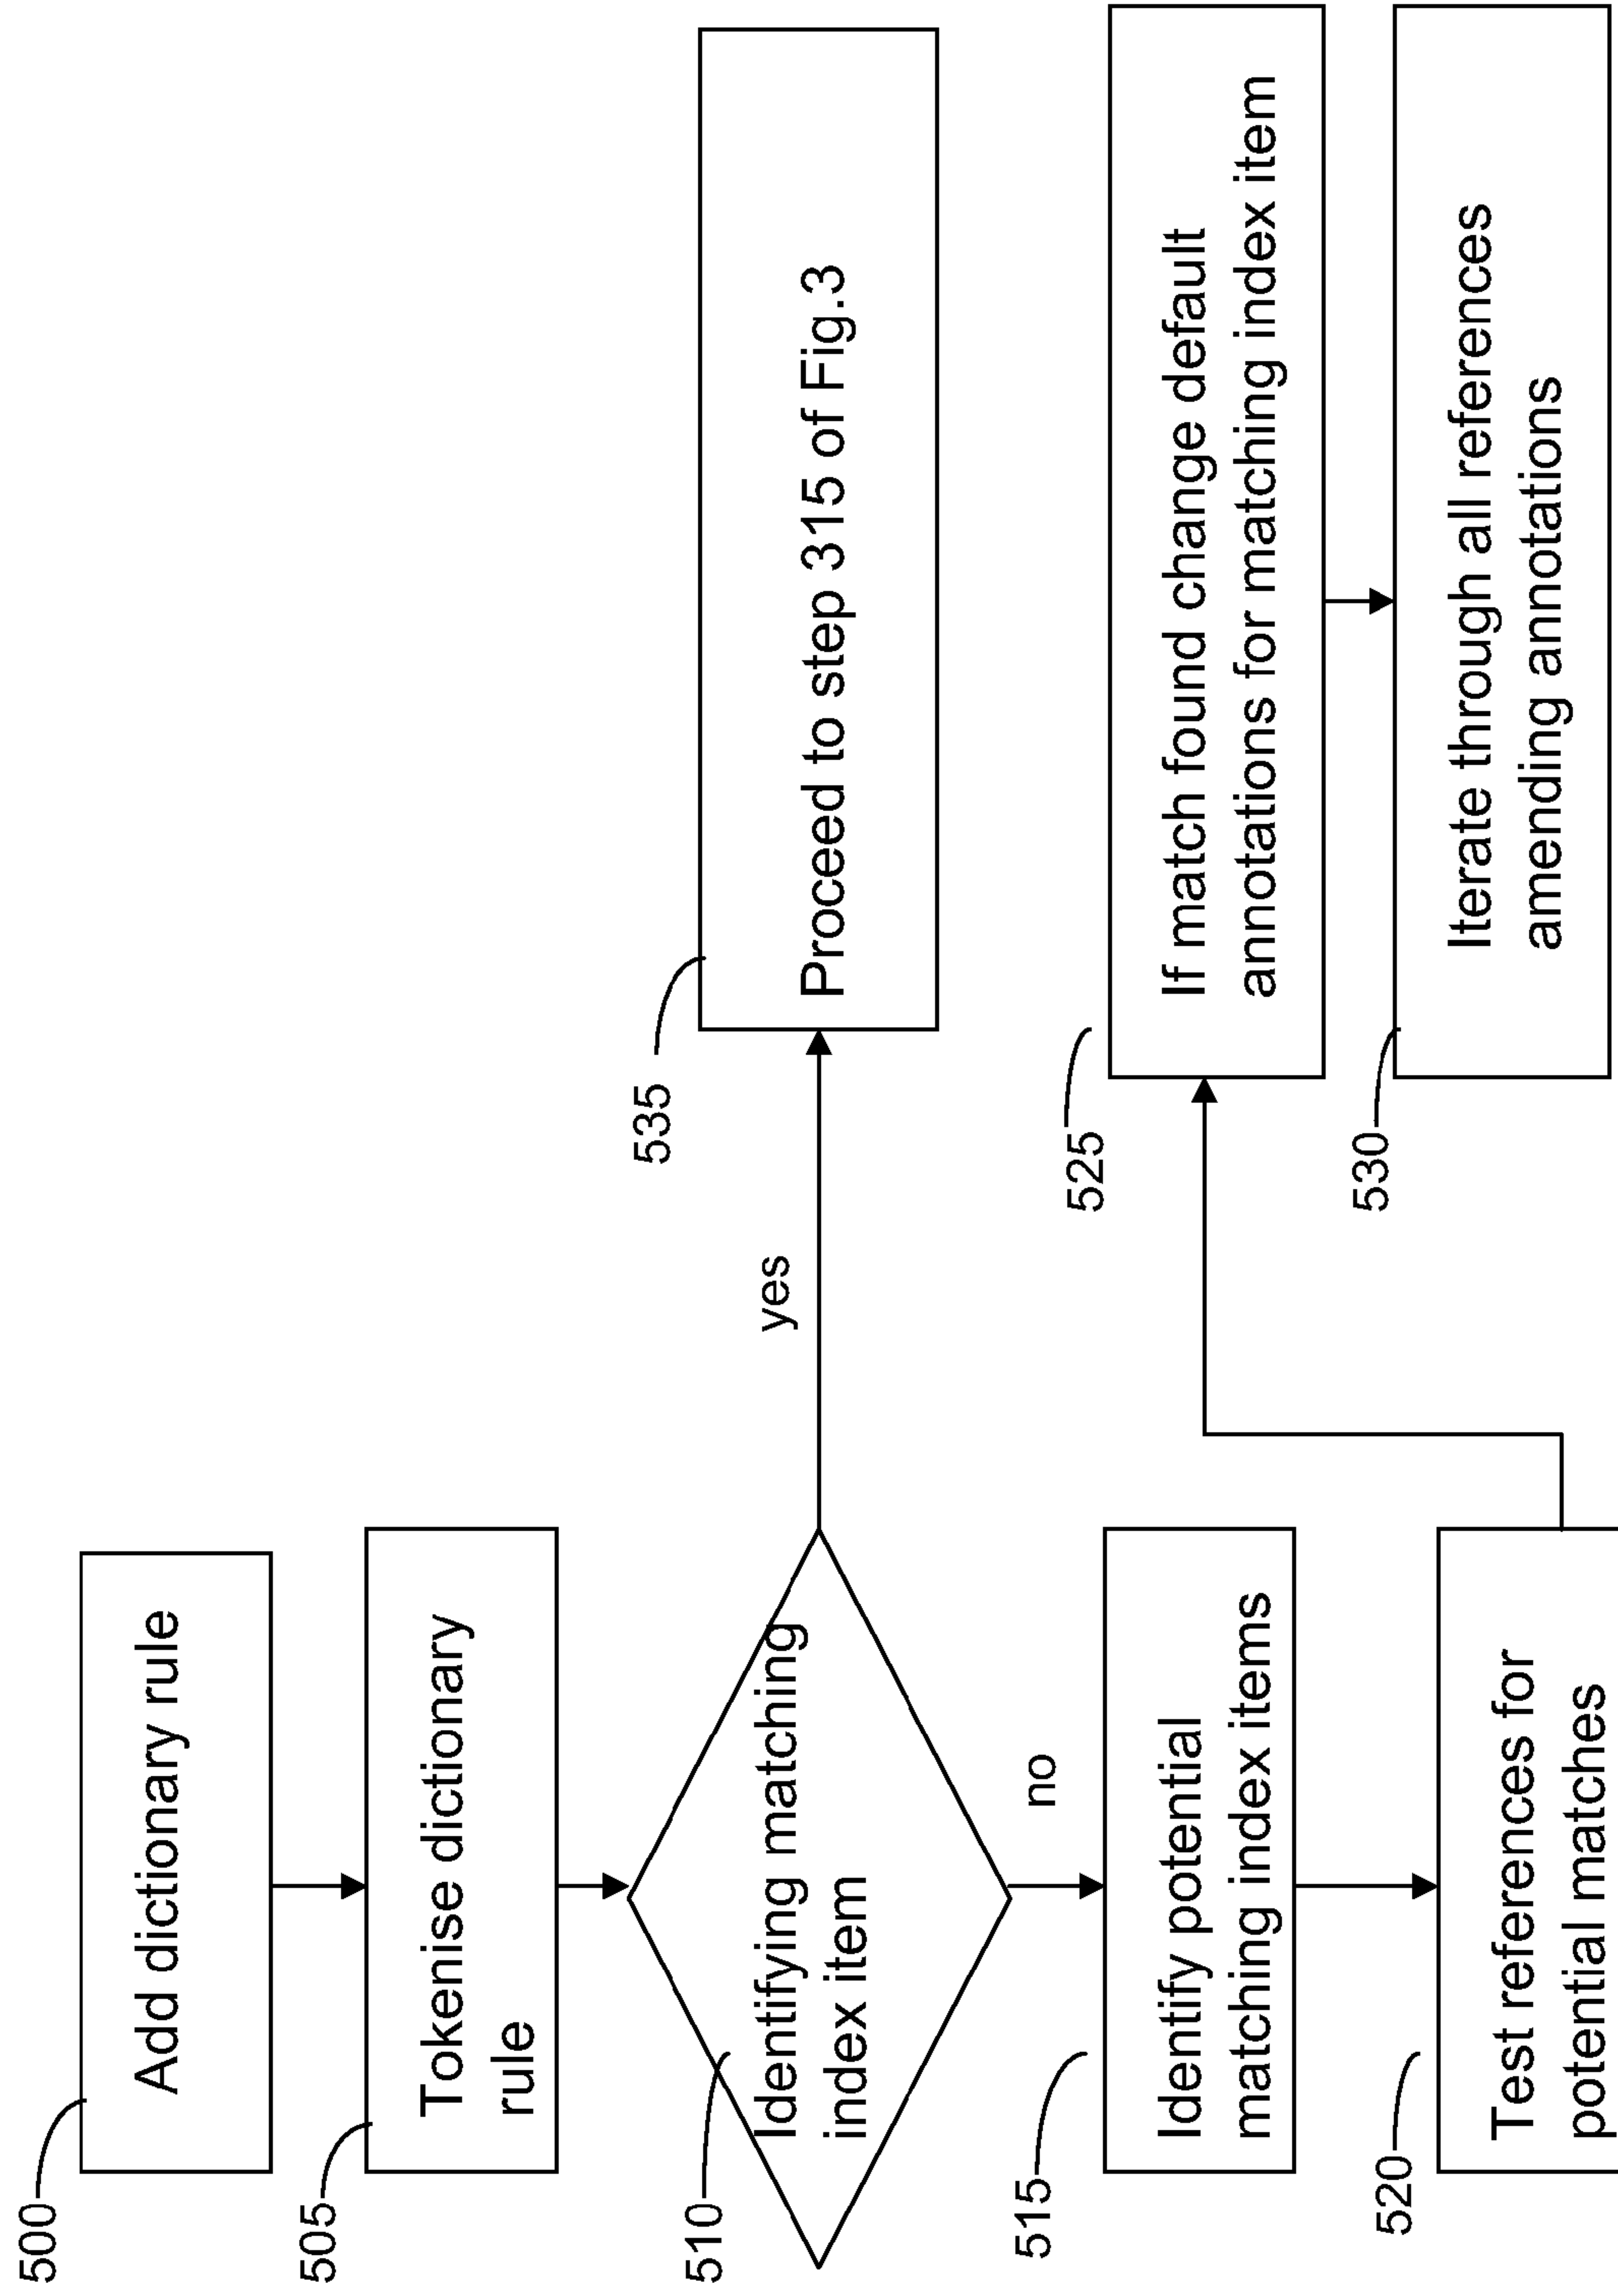 500
Add dictionary rule
505
Tokenise dictionary
rule
510
Identifying matching
index item
yes
535
Proceed to step 315 of Fig.3
no
515
Identify potential
matching index items
520
Test references for
potential matches
525
If match found change default
annotations for matching index item
530
Iterate through all references
amending annotations